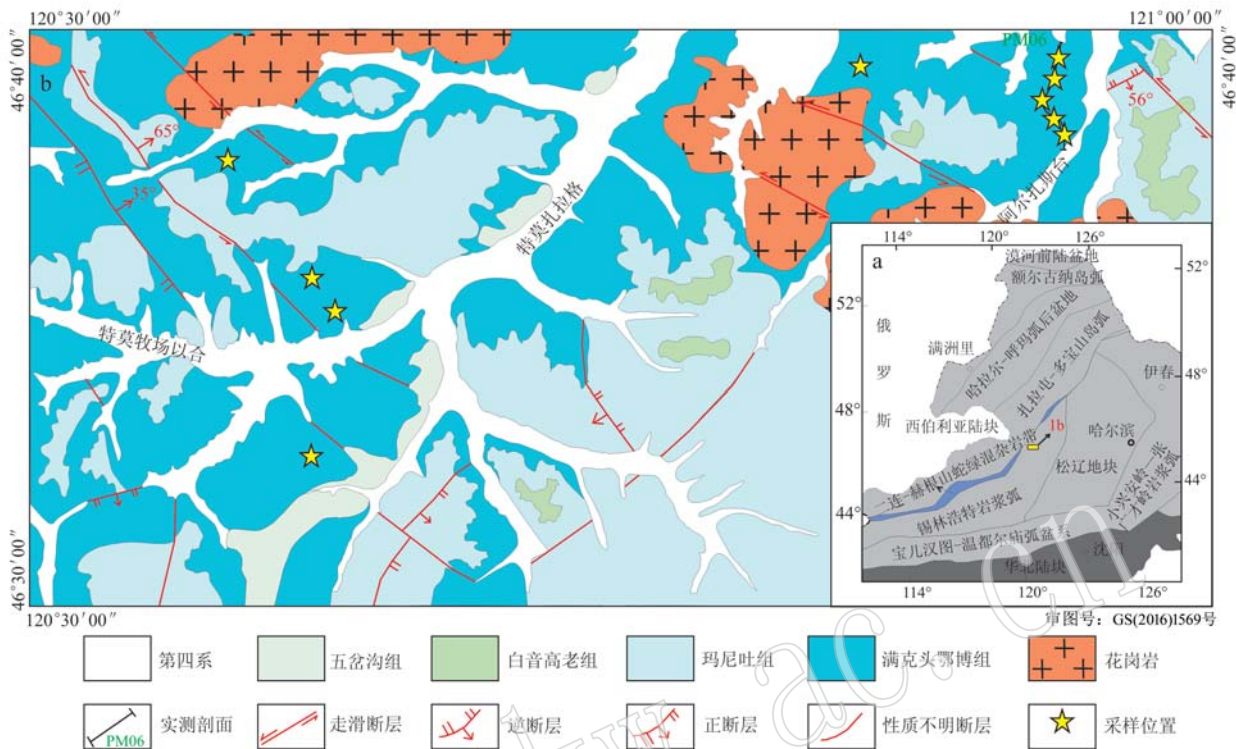 120°30′00″
121°00′00″
46°40′00″
b
PM06
46°40′00″
65°
56°
35°
特莫扎拉格
阿尔扎斯台
特莫牧场以合
a
114°
120°
126°
漠河前陆盆地
52°
额尔古纳岛弧
52°
俄罗斯
满洲里
哈拉尔-呼玛弧后盆地
扎拉屯-多宝山岛弧
伊春
48°
48°
西伯利亚陆块
1b
哈尔滨
二连-赫根山蛇绿混杂岩带
松辽地块
小兴安岭-张广才岭岩浆弧
44°
44°
锡林浩特岩浆弧
宝儿汉图-温都尔庙弧盆系
华北陆块
114°
120°
126°
46°30′00″
46°30′00″
120°30′00″
审图号：GS(2016)1569号
第四系
五岔沟组
白音高老组
玛尼吐组
满克头鄂博组
花岗岩
PM06
实测剖面
走滑断层
逆断层
正断层
性质不明断层
采样位置